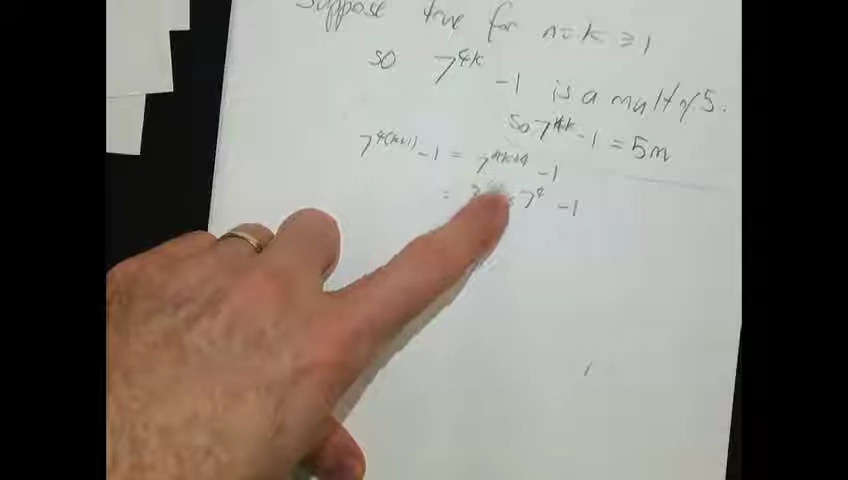 Suppose true for n = k ≥ 1
so 7^4k - 1 is a mult of 5.
So 7^4k - 1 = 5m
7^4(k+1) - 1 = 7^4k+4 - 1
= 7^4 - 1